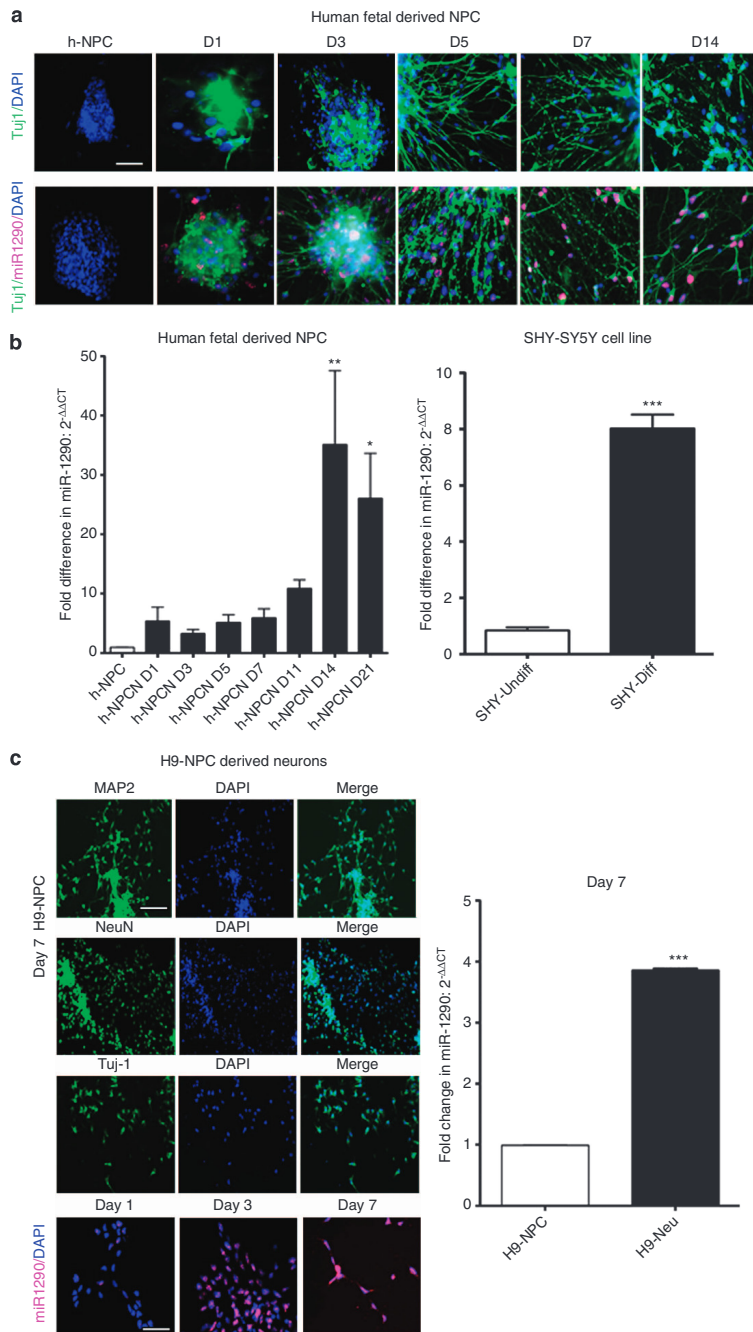 a
Human fetal derived NPC
h-NPC D1 D3 D5 D7 D14
Tuj1/DAPI
Tuj1/miR1290/DAPI
b
Human fetal derived NPC
Fold difference in miR-1290: 2-ΔΔCT
50
40
30
20
10
0
**
*
h-NPC
h-NPCN D1
h-NPCN D3
h-NPCN D5
h-NPCN D7
h-NPCN D11
h-NPCN D14
h-NPCN D21
SHY-SY5Y cell line
Fold difference in miR-1290: 2-ΔΔCT
10
8
6
4
2
0
***
SHY-Undiff
SHY-Diff
c
H9-NPC derived neurons
Day 7 H9-NPC
MAP2 DAPI Merge
NeuN DAPI Merge
Tuj-1 DAPI Merge
Day 1 Day 3 Day 7
miR1290/DAPI
Day 7
Fold change in miR-1290: 2-ΔΔCT
5
4
3
2
1
0
***
H9-NPC
H9-Neu